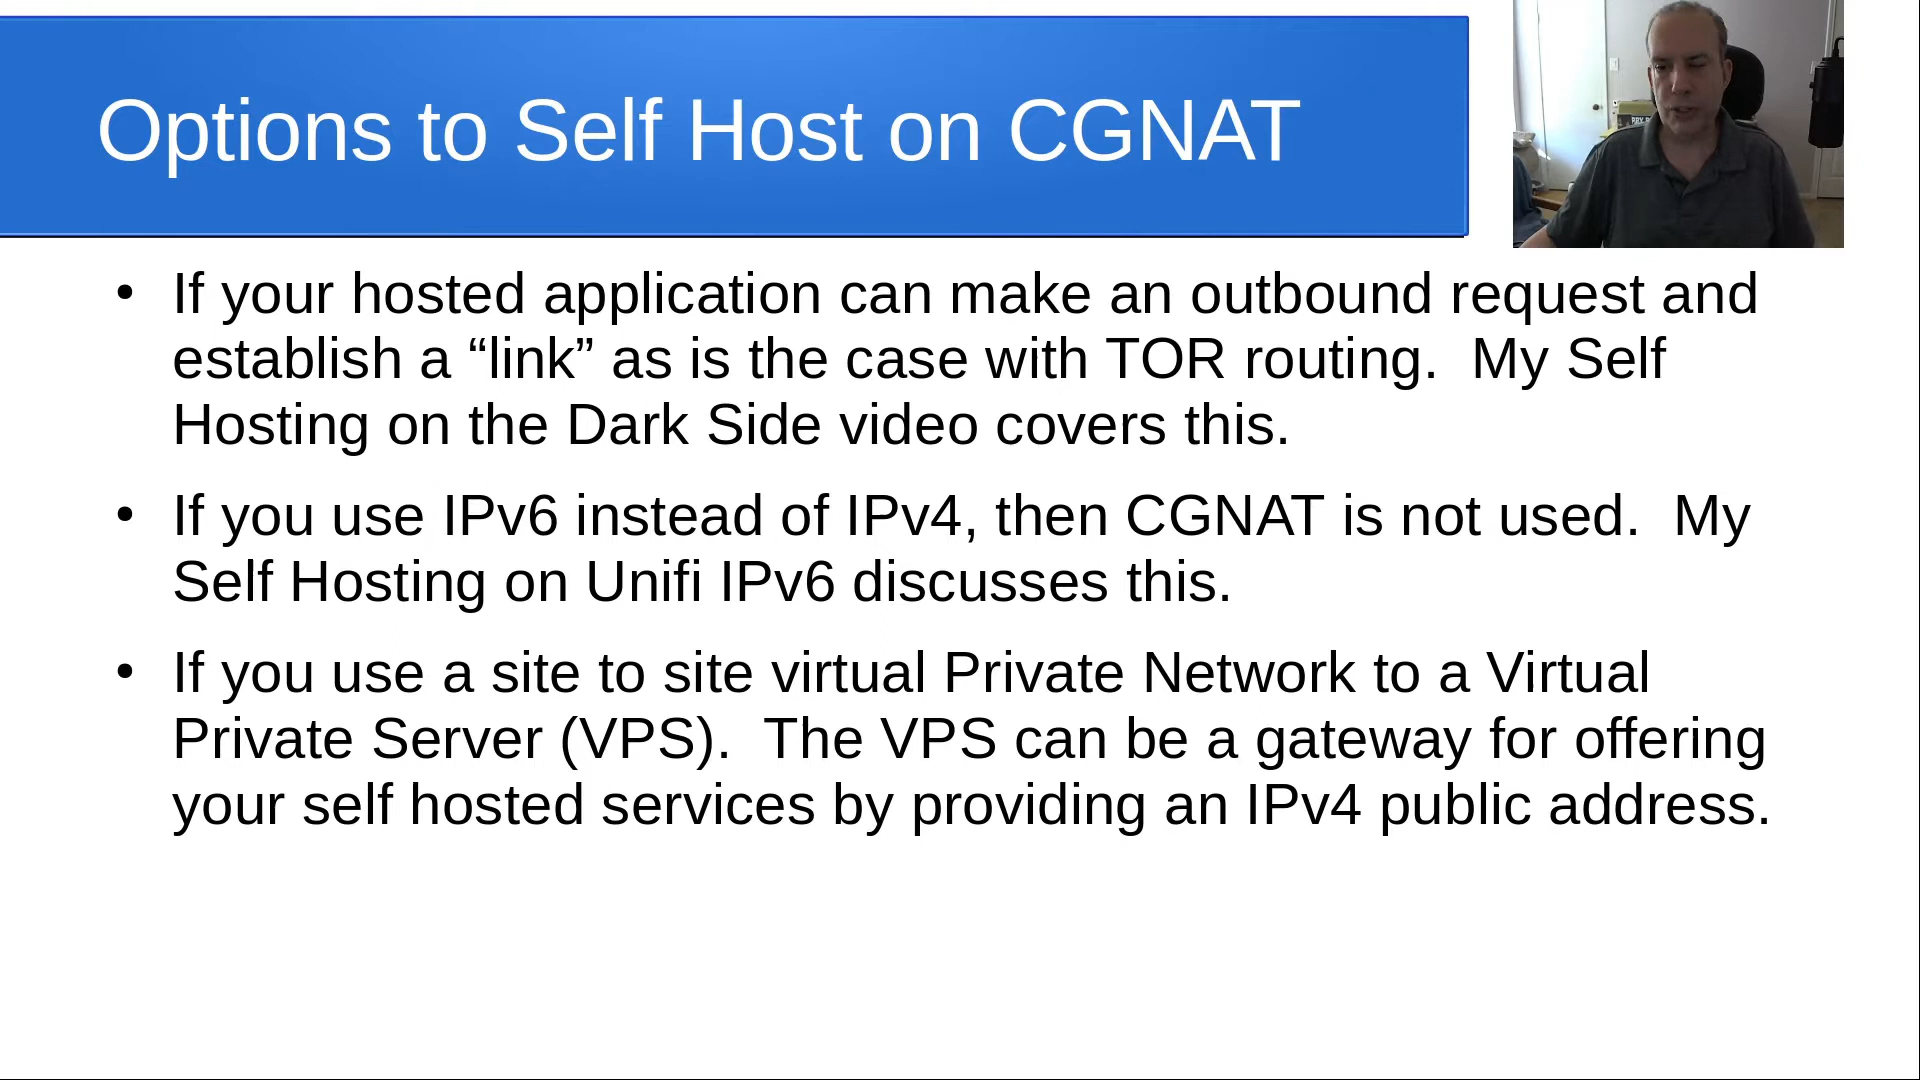 Options to Self Host on CGNAT
• If your hosted application can make an outbound request and
establish a “link” as is the case with TOR routing.  My Self
Hosting on the Dark Side video covers this.
• If you use IPv6 instead of IPv4, then CGNAT is not used.  My
Self Hosting on Unifi IPv6 discusses this.
• If you use a site to site virtual Private Network to a Virtual
Private Server (VPS).  The VPS can be a gateway for offering
your self hosted services by providing an IPv4 public address.